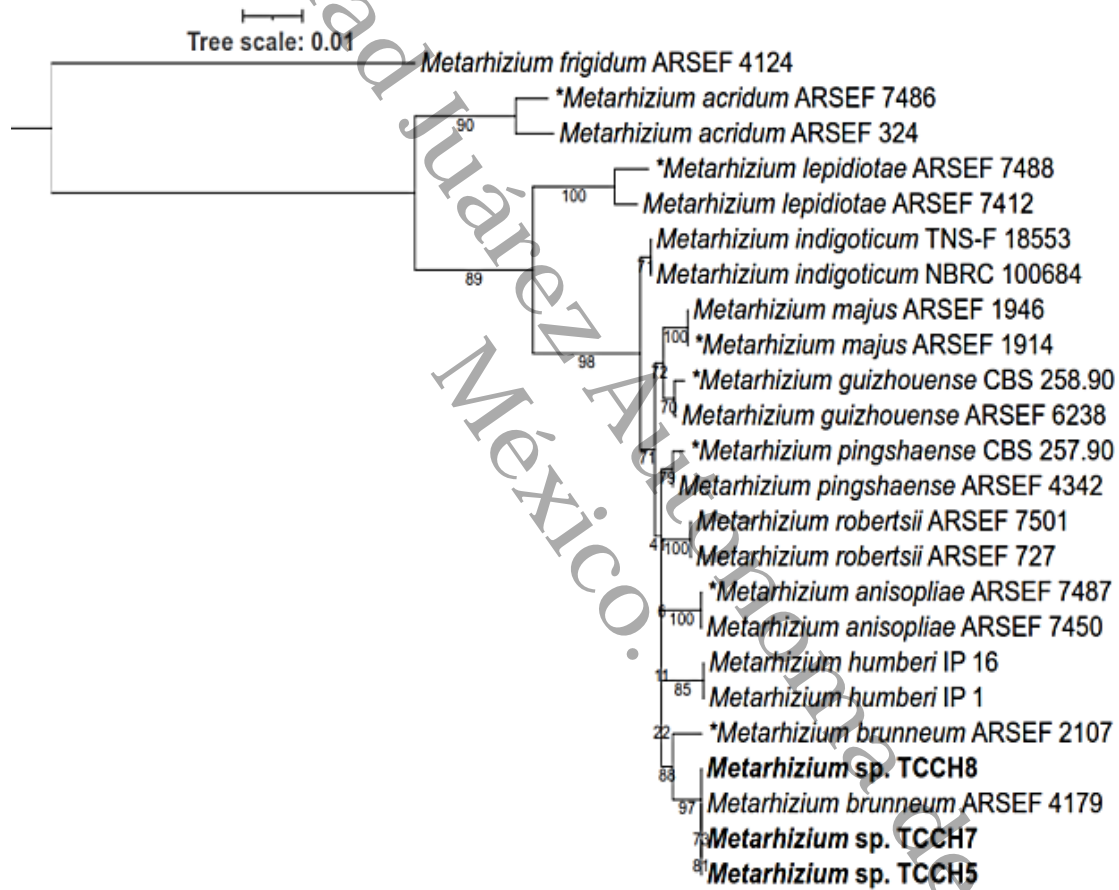 Tree scale: 0.01
Metarhizium frigidum ARSEF 4124
*Metarhizium acridum ARSEF 7486
90
Metarhizium acridum ARSEF 324
*Metarhizium lepidiotae ARSEF 7488
100
Metarhizium lepidiotae ARSEF 7412
Metarhizium indigoticum TNS-F 18553
71
Metarhizium indigoticum NBRC 100684
89
Metarhizium majus ARSEF 1946
100
*Metarhizium majus ARSEF 1914
98
*Metarhizium guizhouense CBS 258.90
70
Metarhizium guizhouense ARSEF 6238
*Metarhizium pingshaense CBS 257.90
71
79
Metarhizium pingshaense ARSEF 4342
Metarhizium robertsii ARSEF 7501
100
Metarhizium robertsii ARSEF 727
*Metarhizium anisopliae ARSEF 7487
6
100
Metarhizium anisopliae ARSEF 7450
Metarhizium humberi IP 16
11
85
Metarhizium humberi IP 1
22
*Metarhizium brunneum ARSEF 2107
88
Metarhizium sp. TCCH8
97
Metarhizium brunneum ARSEF 4179
73
Metarhizium sp. TCCH7
81
Metarhizium sp. TCCH5
ad Juárez Autónoma de
México.